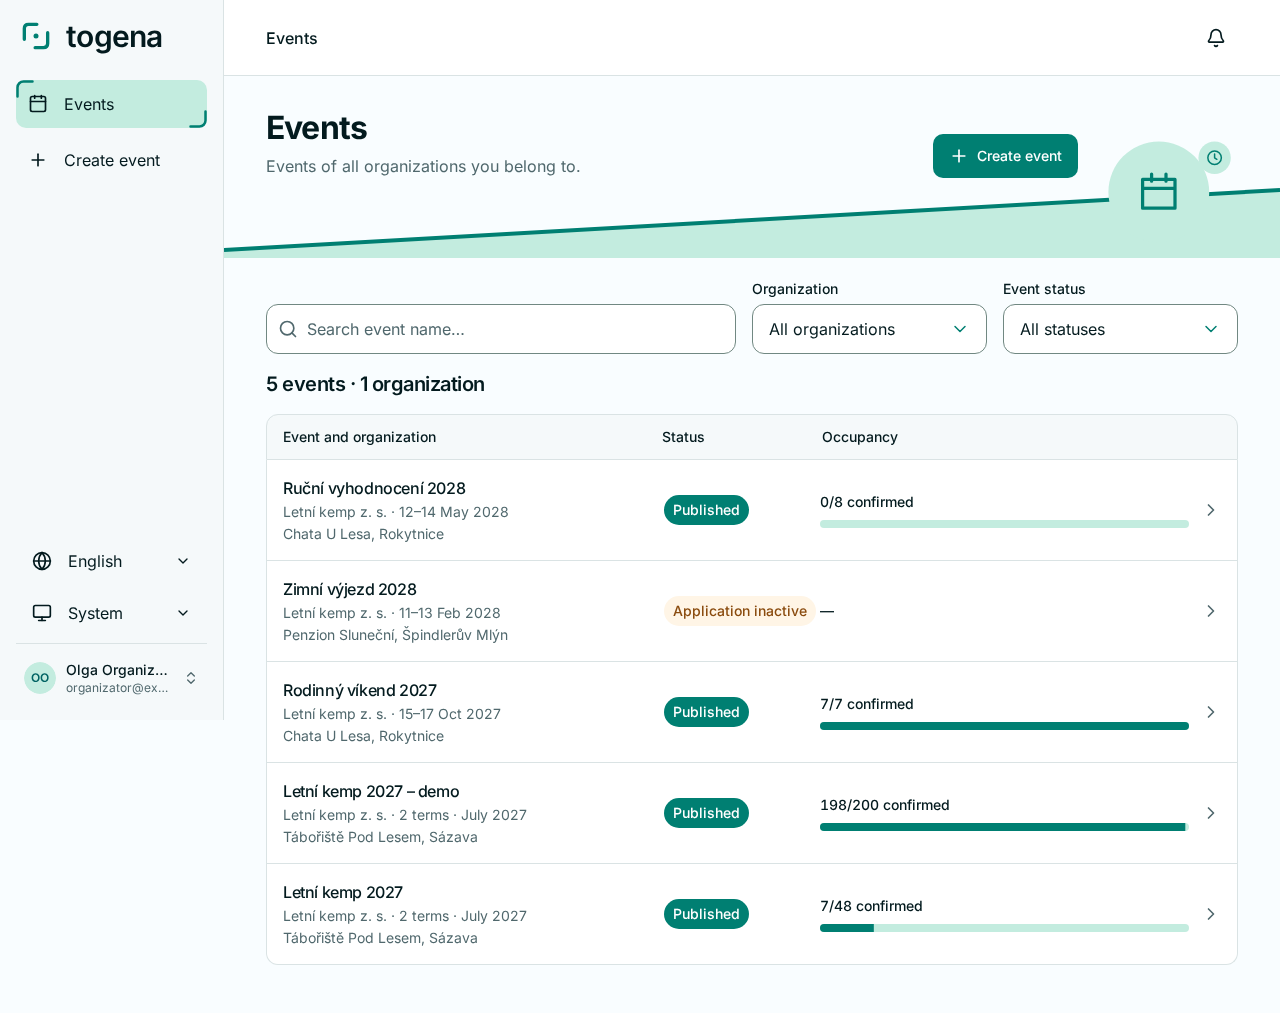 togena
Events
Events
Create event
Events
Events of all organizations you belong to.
Create event
Organization
Event status
Search event name...
All organizations
All statuses
5 events · 1 organization
Event and organization
Status
Occupancy
Ruční vyhodnocení 2028
Letní kemp z. s. · 12–14 May 2028
Chata U Lesa, Rokytnice
Published
0/8 confirmed
Zimní výjezd 2028
Letní kemp z. s. · 11–13 Feb 2028
Penzion Sluneční, Špindlerův Mlýn
Application inactive
—
Rodinný víkend 2027
Letní kemp z. s. · 15–17 Oct 2027
Chata U Lesa, Rokytnice
Published
7/7 confirmed
Letní kemp 2027 – demo
Letní kemp z. s. · 2 terms · July 2027
Tábořiště Pod Lesem, Sázava
Published
198/200 confirmed
Letní kemp 2027
Letní kemp z. s. · 2 terms · July 2027
Tábořiště Pod Lesem, Sázava
Published
7/48 confirmed
English
System
OO
Olga Organiz...
organizator@ex...